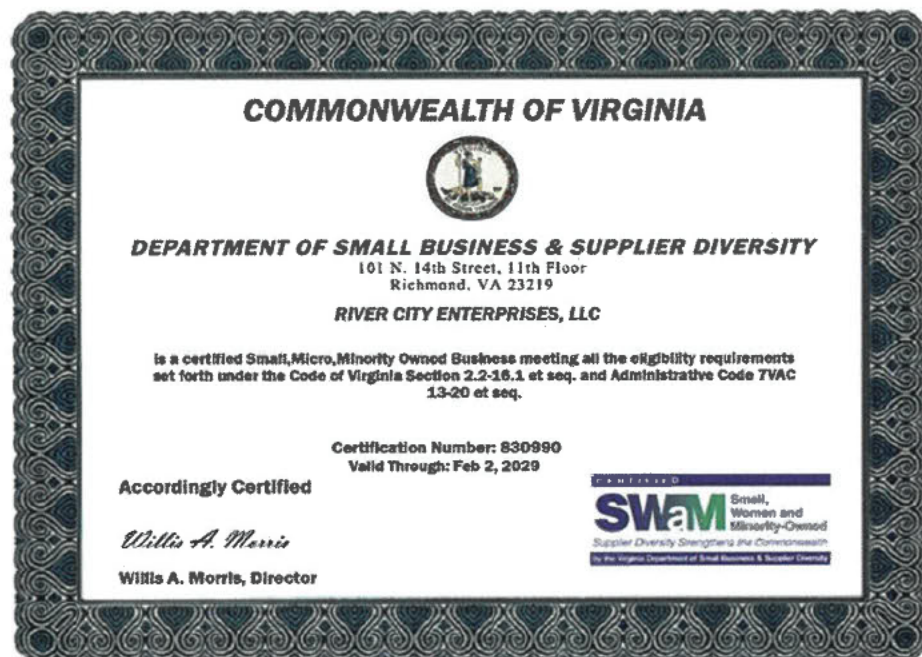 COMMONWEALTH OF VIRGINIA
VIRGINIA
DEPARTMENT OF SMALL BUSINESS & SUPPLIER DIVERSITY
101 N. 14th Street, 11th Floor
Richmond, VA 23219
RIVER CITY ENTERPRISES, LLC
is a certified Small,Micro,Minority Owned Business meeting all the eligibility requirements
set forth under the Code of Virginia Section 2.2-16.1 et seq. and Administrative Code 7VAC
13-20 et seq.
Certification Number: 830990
Valid Through: Feb 2, 2029
Accordingly Certified
Willis A. Morris
Willis A. Morris, Director
CERTIFIED
SWaM
Small,
Women and
Minority-Owned
Supplier Diversity Strengthens the Commonwealth
by the Virginia Department of Small Business & Supplier Diversity